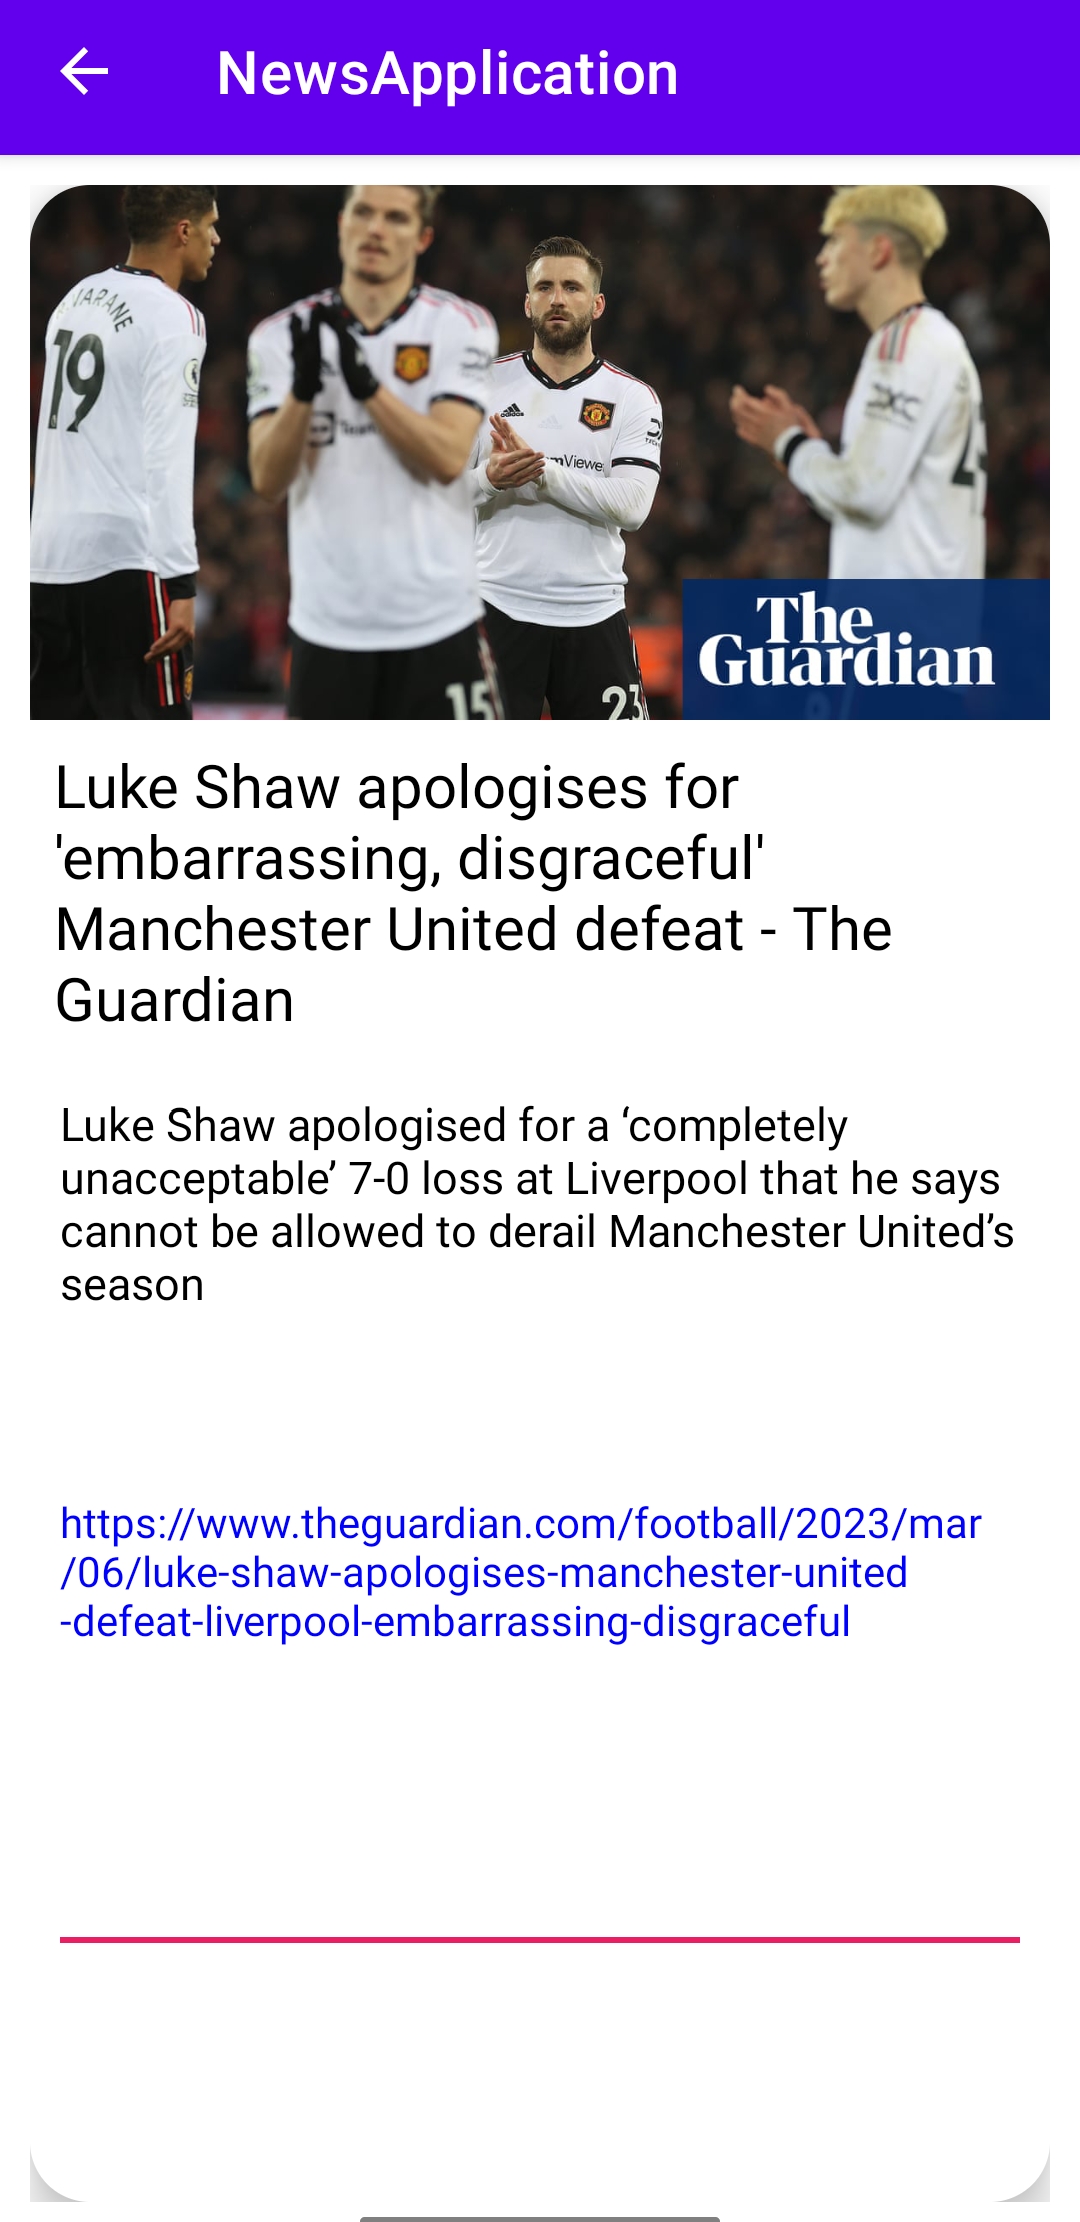 NewsApplication
VARANE
19
adidas
mViewer
15
23
The
Guardian
Luke Shaw apologises for
'embarrassing, disgraceful'
Manchester United defeat - The
Guardian
Luke Shaw apologised for a ‘completely
unacceptable’ 7-0 loss at Liverpool that he says
cannot be allowed to derail Manchester United’s
season
https://www.theguardian.com/football/2023/mar
/06/luke-shaw-apologises-manchester-united
-defeat-liverpool-embarrassing-disgraceful